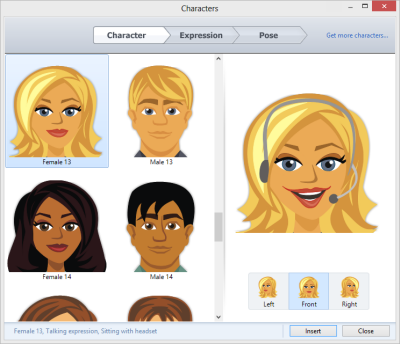 Characters
Character
Expression
Pose
Get more characters...
Female 13
Male 13
Female 14
Male 14
Left
Front
Right
Female 13, Talking expression, Sitting with headset
Insert
Close